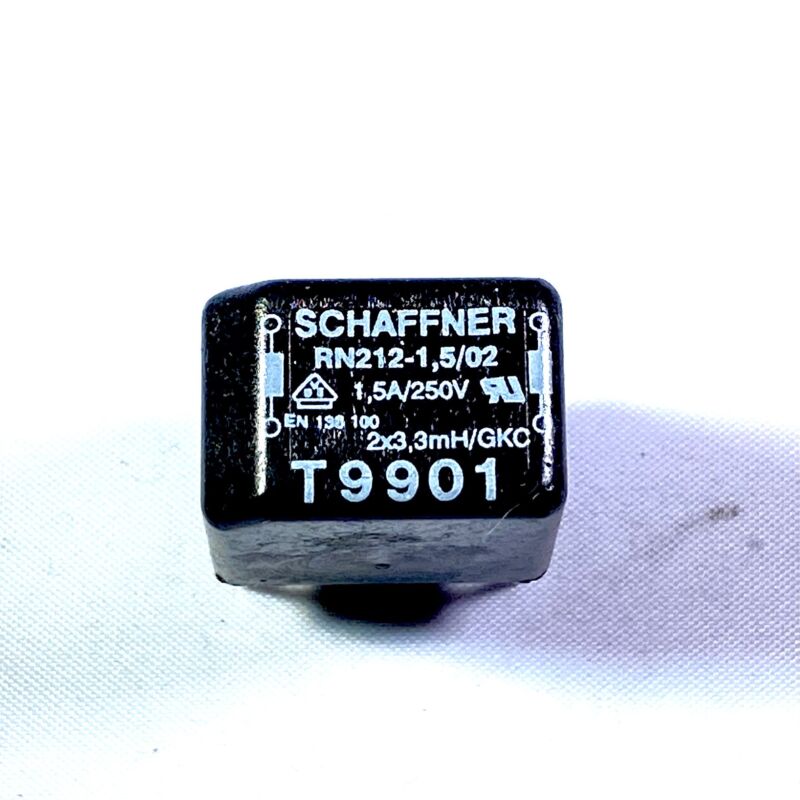 SCHAFFNER
RN212-1,5/02
1,5A/250V
EN 138 100
2x3,3mH/GKC
T9901